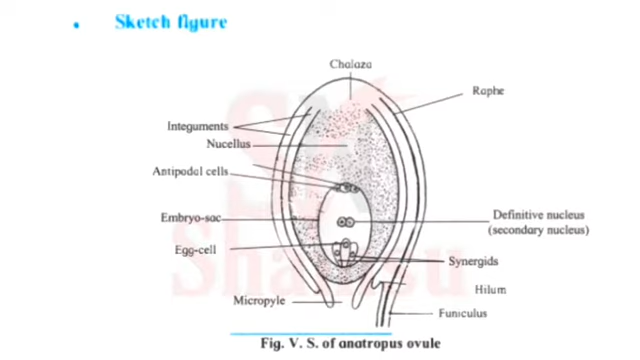 Sketch figure
Chalaza
Raphe
Integuments
Nucellus
Antipodal cells
Embryo-sac
Definitive nucleus
(secondary nucleus)
Egg-cell
Synergids
Hilum
Micropyle
Funiculus
Fig. V. S. of anatropus ovule